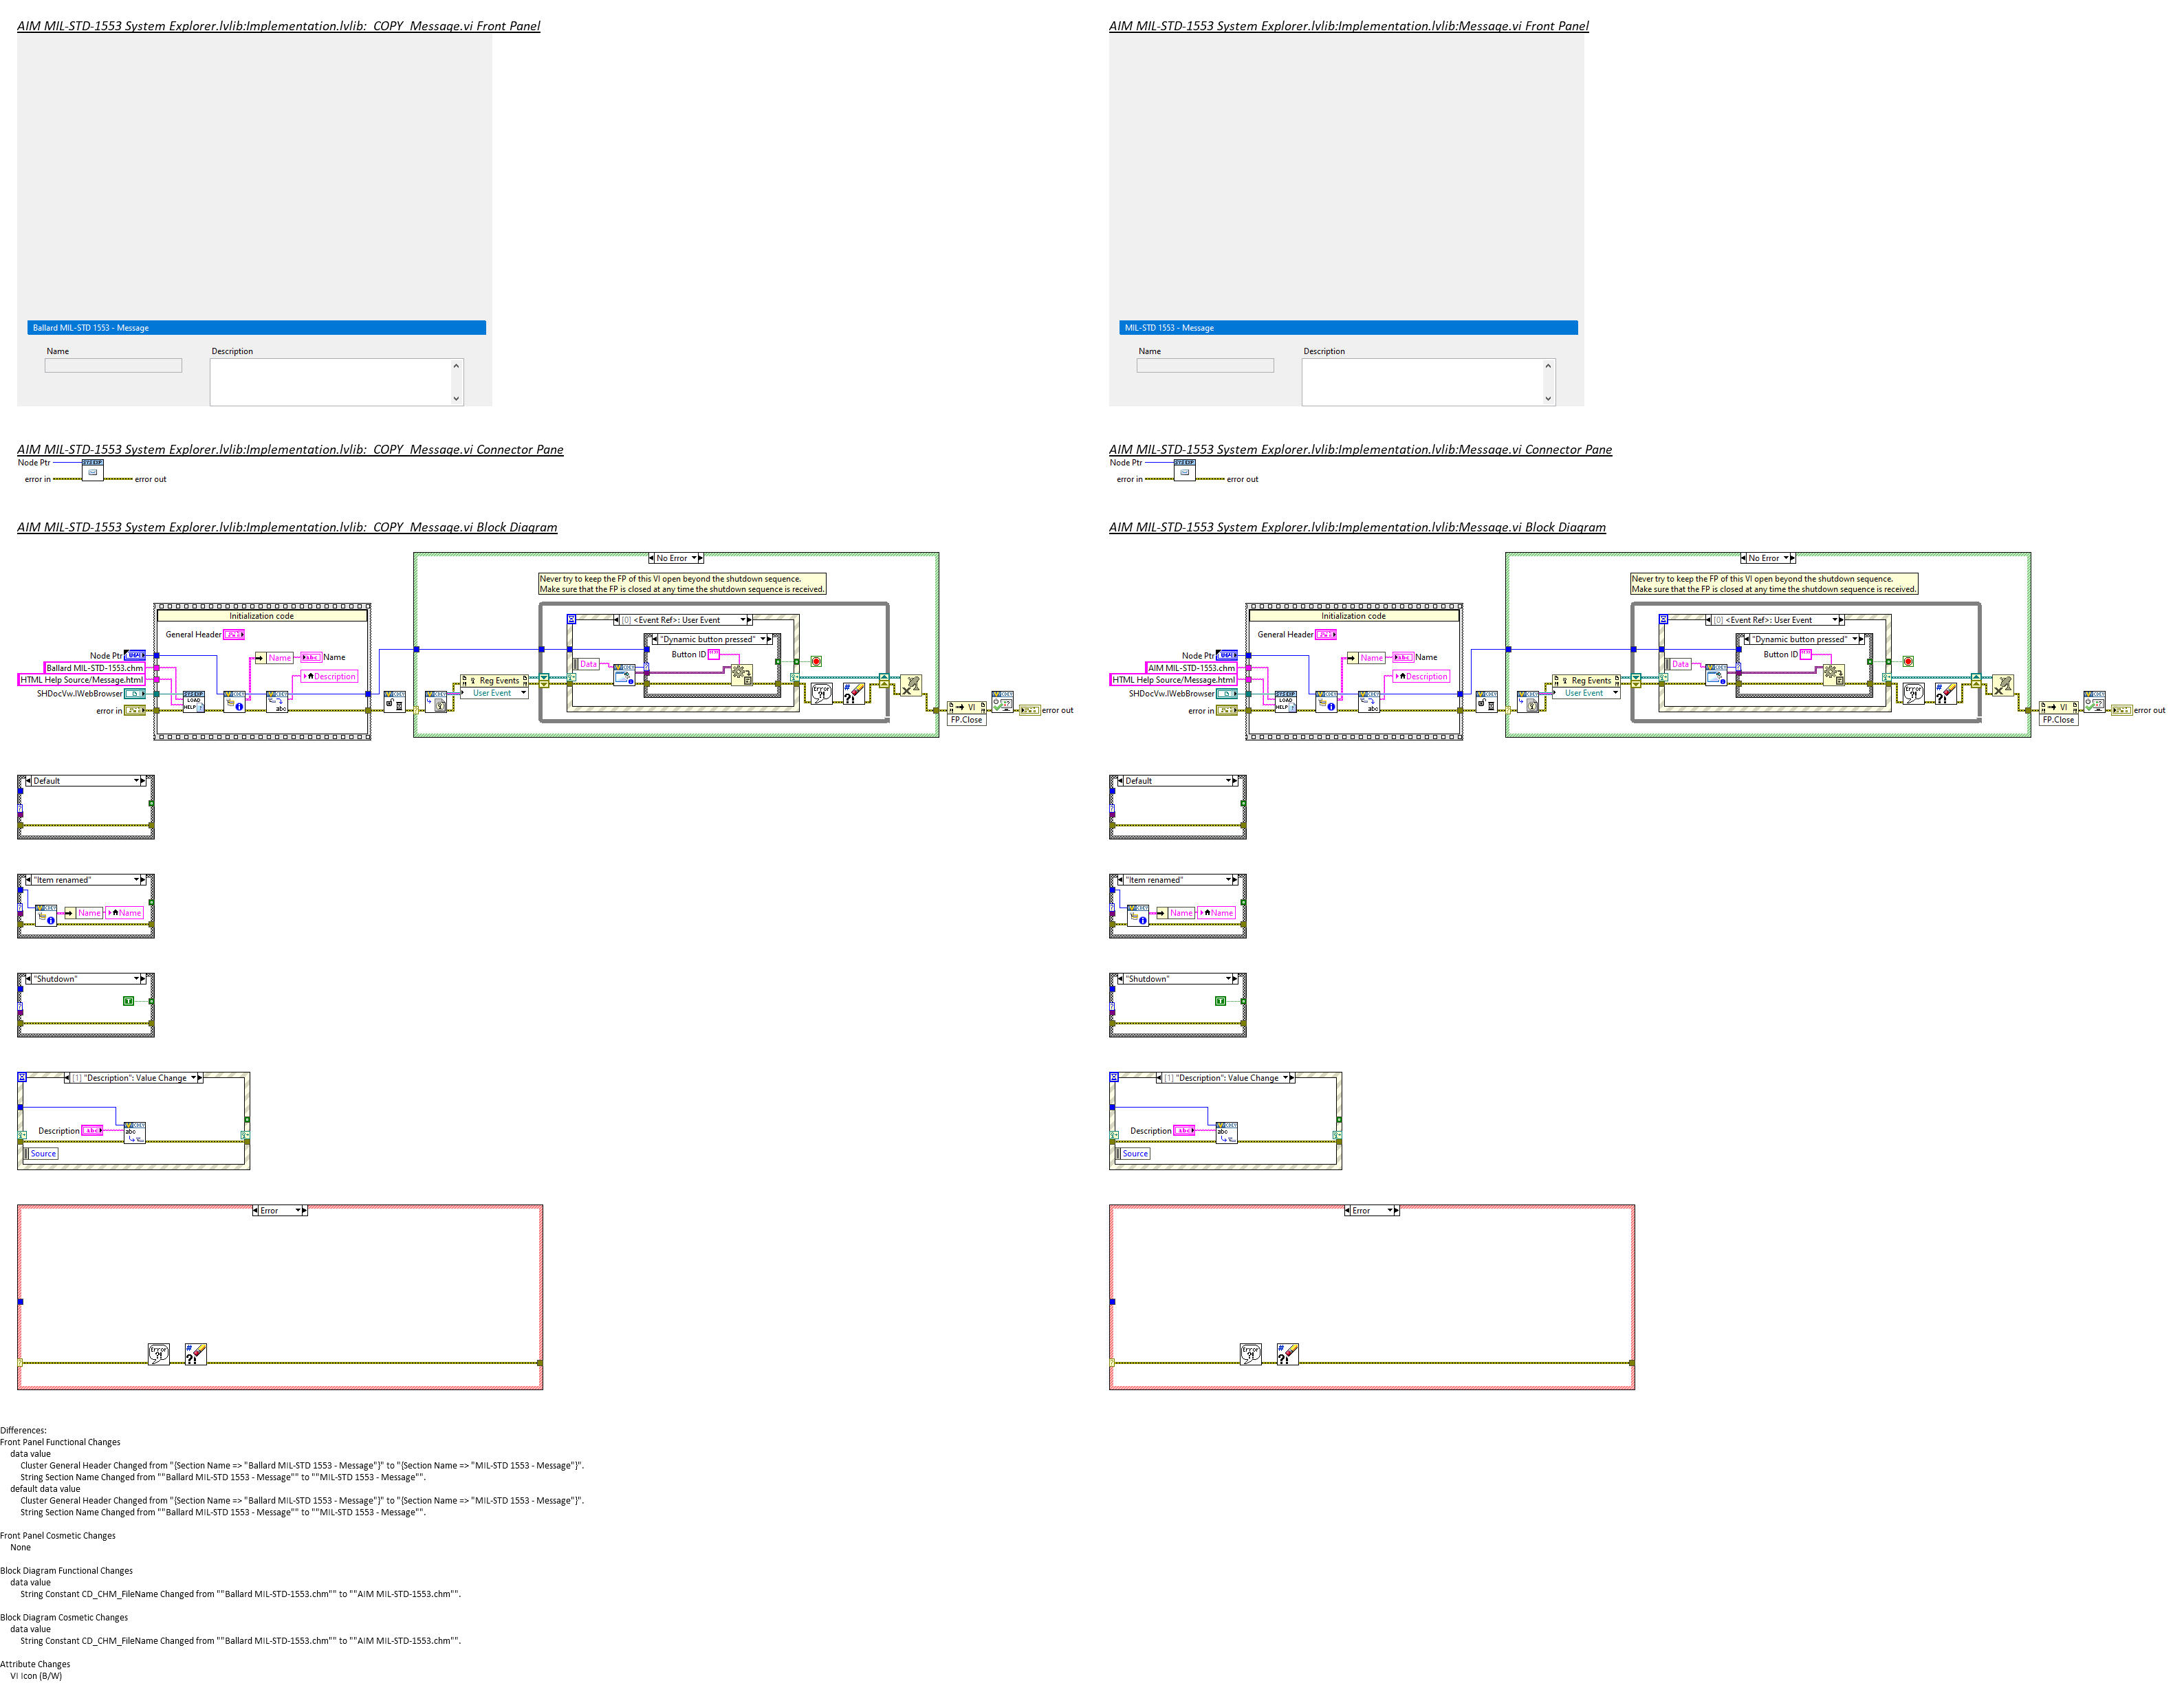 AIM MIL-STD-1553 System Explorer.lvlib:Implementation.lvlib:_COPY_Message.vi Front Panel
Ballard MIL-STD 1553 - Message
Name
Description
AIM MIL-STD-1553 System Explorer.lvlib:Implementation.lvlib:_COPY_Message.vi Connector Pane
Node Ptr
error in
error out
AIM MIL-STD-1553 System Explorer.lvlib:Implementation.lvlib:_COPY_Message.vi Block Diagram
No Error
Never try to keep the FP of this VI open beyond the shutdown sequence.
Make sure that the FP is closed at any time the shutdown sequence is received.
Initialization code
[0] <Event Ref>: User Event
General Header
"Dynamic button pressed"
Button ID
Node Ptr
Name
Name
Data
Ballard MIL-STD-1553.chm
Description
HTML Help Source/Message.html
Reg Events
SHDocVw.IWebBrowser
User Event
error in
VI
error out
FP.Close
Default
"Item renamed"
Name
Name
"Shutdown"
[1] "Description": Value Change
Description
Source
Error
AIM MIL-STD-1553 System Explorer.lvlib:Implementation.lvlib:Message.vi Front Panel
MIL-STD 1553 - Message
Name
Description
AIM MIL-STD-1553 System Explorer.lvlib:Implementation.lvlib:Message.vi Connector Pane
Node Ptr
error in
error out
AIM MIL-STD-1553 System Explorer.lvlib:Implementation.lvlib:Message.vi Block Diagram
No Error
Never try to keep the FP of this VI open beyond the shutdown sequence.
Make sure that the FP is closed at any time the shutdown sequence is received.
Initialization code
[0] <Event Ref>: User Event
General Header
"Dynamic button pressed"
Button ID
Node Ptr
Name
Name
Data
AIM MIL-STD-1553.chm
Description
HTML Help Source/Message.html
Reg Events
SHDocVw.IWebBrowser
User Event
error in
VI
error out
FP.Close
Default
"Item renamed"
Name
Name
"Shutdown"
[1] "Description": Value Change
Description
Source
Error
Differences:
Front Panel Functional Changes
data value
Cluster General Header Changed from "{Section Name => "Ballard MIL-STD 1553 - Message"}" to "{Section Name => "MIL-STD 1553 - Message"}".
String Section Name Changed from ""Ballard MIL-STD 1553 - Message"" to ""MIL-STD 1553 - Message"".
default data value
Cluster General Header Changed from "{Section Name => "Ballard MIL-STD 1553 - Message"}" to "{Section Name => "MIL-STD 1553 - Message"}".
String Section Name Changed from ""Ballard MIL-STD 1553 - Message"" to ""MIL-STD 1553 - Message"".
Front Panel Cosmetic Changes
None
Block Diagram Functional Changes
data value
String Constant CD_CHM_FileName Changed from ""Ballard MIL-STD-1553.chm"" to ""AIM MIL-STD-1553.chm"".
Block Diagram Cosmetic Changes
data value
String Constant CD_CHM_FileName Changed from ""Ballard MIL-STD-1553.chm"" to ""AIM MIL-STD-1553.chm"".
Attribute Changes
VI Icon (B/W)